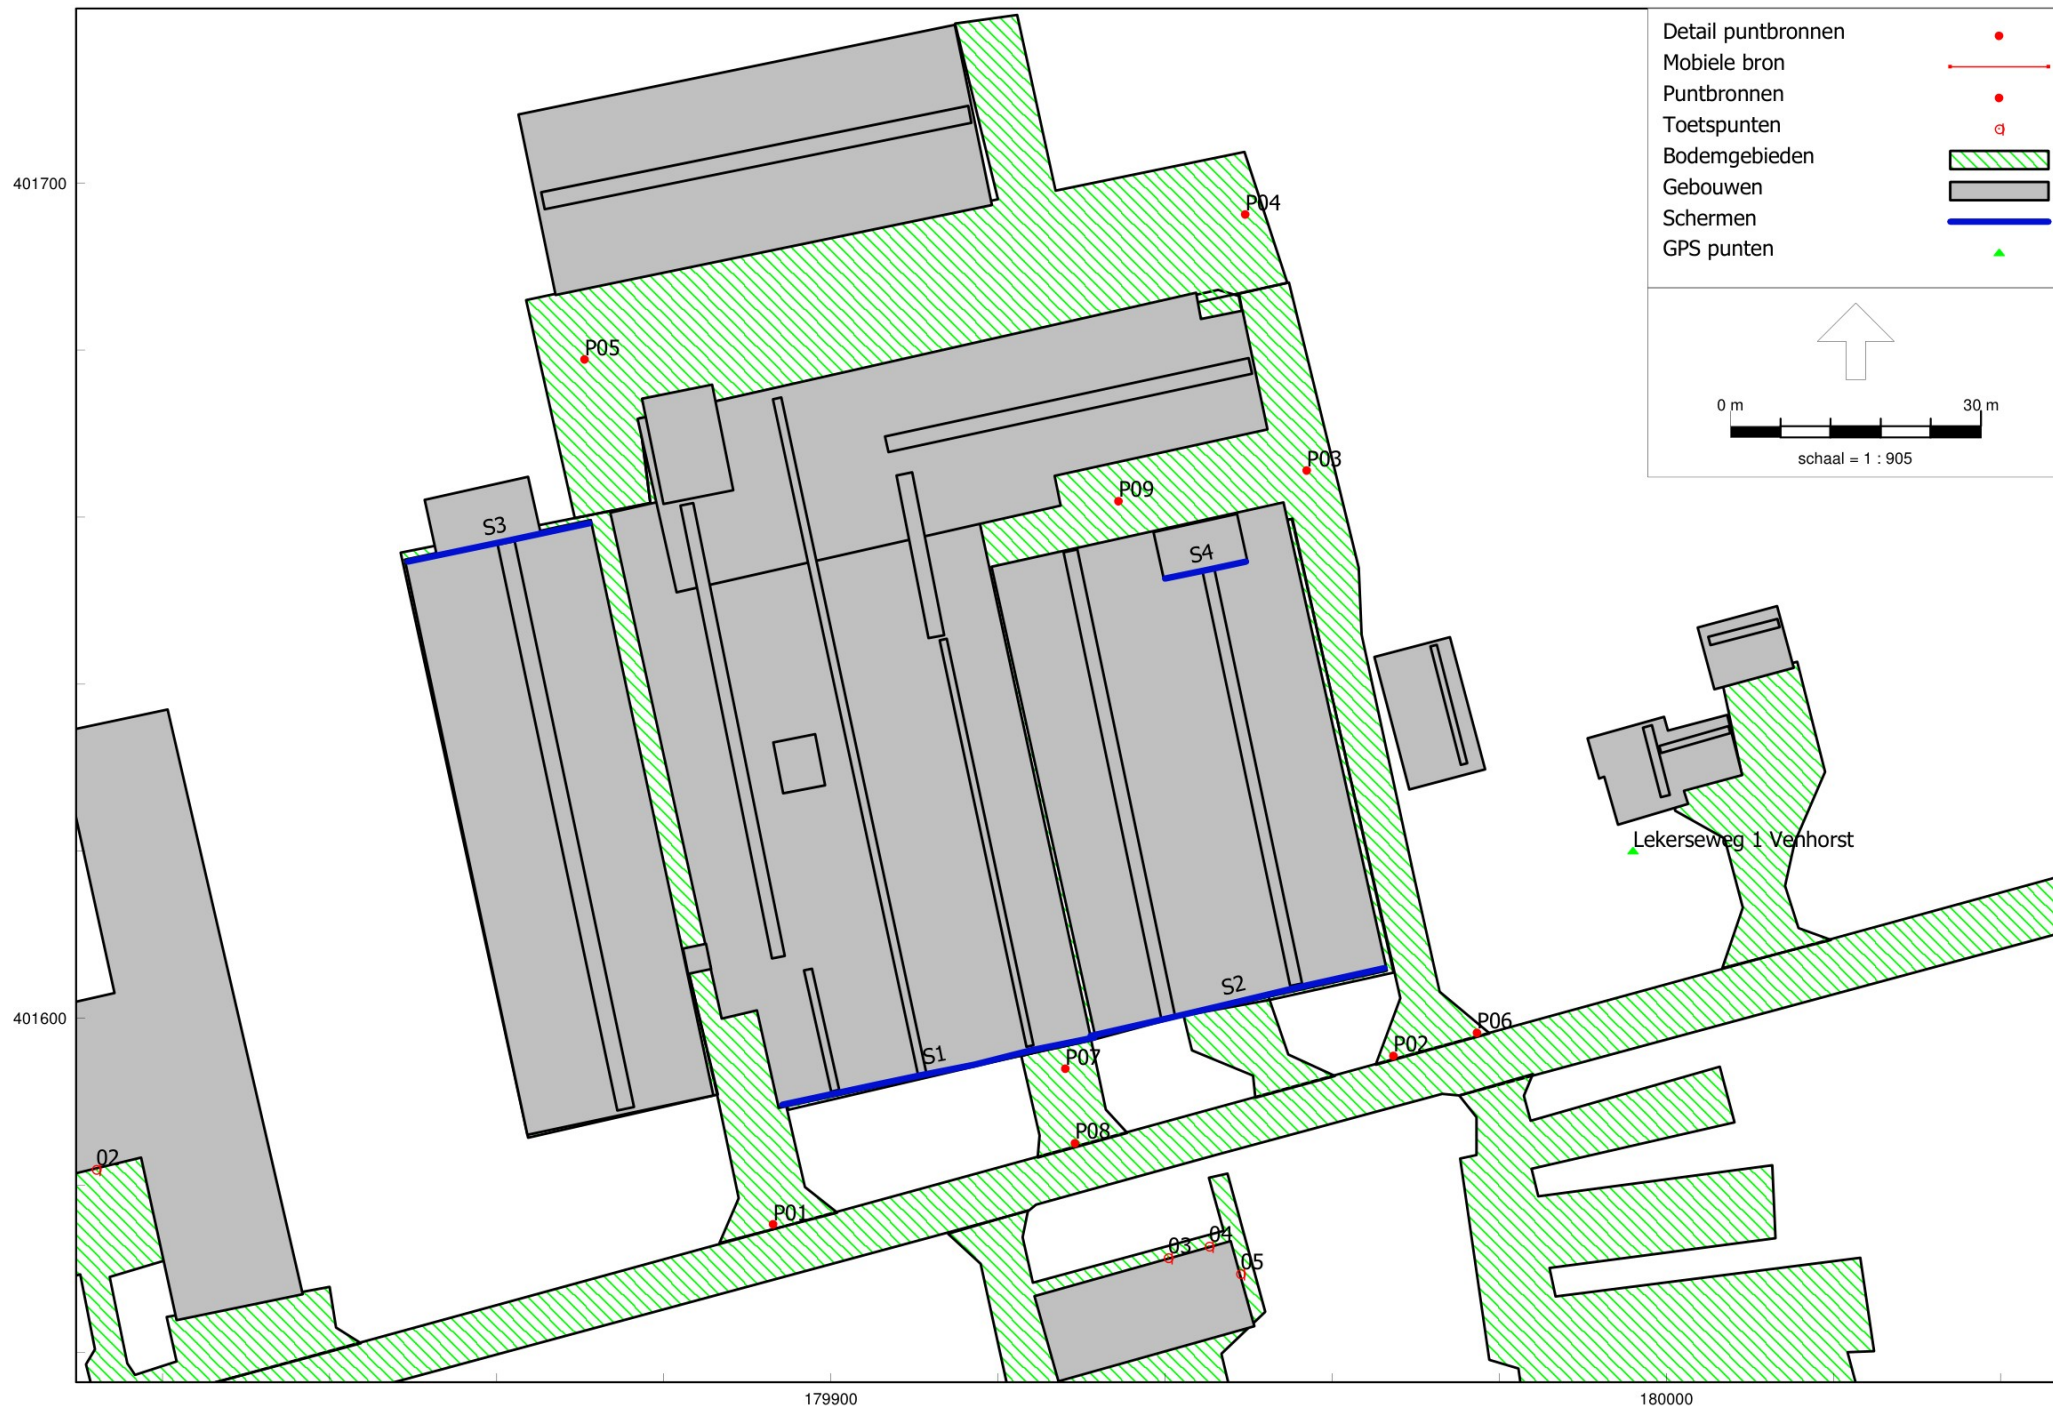 Detail puntbronnen
Mobiele bron
Puntbronnen
Toetspunten
Bodemgebieden
Gebouwen
Schermen
GPS punten
0 m 30 m
schaal = 1 : 905
401700
P04
P05
P03
P09
S3
S4
Lekerseweg 1 Venhorst
S2
401600
P06
P02
S1
P07
P08
02
P01
04
03
05
179900 180000